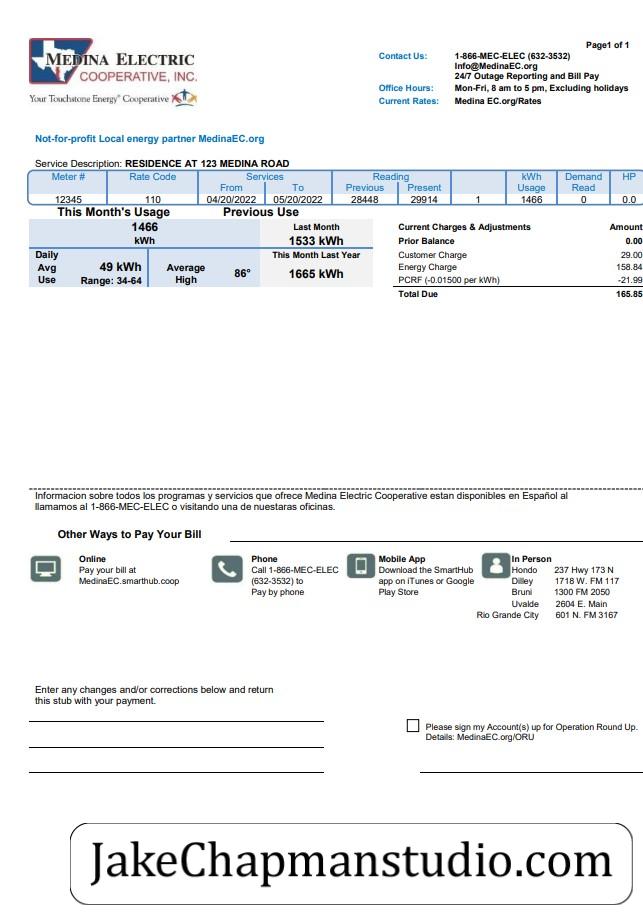 Page1 of 1
MEDINA ELECTRIC
COOPERATIVE, INC.
Your Touchstone Energy® Cooperative
Contact Us: 1-866-MEC-ELEC (632-3532)
Info@MedinaEC.org
24/7 Outage Reporting and Bill Pay
Office Hours: Mon-Fri, 8 am to 5 pm, Excluding holidays
Current Rates: Medina EC.org/Rates
Not-for-profit Local energy partner MedinaEC.org
Service Description: RESIDENCE AT 123 MEDINA ROAD
Meter # Rate Code Services Reading kWh Demand HP
From To Previous Present Usage Read
12345 110 04/20/2022 05/20/2022 28448 29914 1 1466 0 0.0
This Month's Usage Previous Use
1466
kWh
Last Month
1533 kWh
Daily
Avg
Use
49 kWh
Range: 34-64
Average
High
86°
This Month Last Year
1665 kWh
Current Charges & Adjustments Amount
Prior Balance 0.00
Customer Charge 29.00
Energy Charge 158.84
PCRF (-0.01500 per kWh) -21.99
Total Due 165.85
Informacion sobre todos los programas y servicios que ofrece Medina Electric Cooperative estan disponibles en Español al
llamamos al 1-866-MEC-ELEC o visitando una de nuestaras oficinas.
Other Ways to Pay Your Bill
Online
Pay your bill at
MedinaEC.smarthub.coop
Phone
Call 1-866-MEC-ELEC
(632-3532) to
Pay by phone
Mobile App
Download the SmartHub
app on iTunes or Google
Play Store
In Person
Hondo 237 Hwy 173 N
Dilley 1718 W. FM 117
Bruni 1300 FM 2050
Uvalde 2604 E. Main
Rio Grande City 601 N. FM 3167
Enter any changes and/or corrections below and return
this stub with your payment.
Please sign my Account(s) up for Operation Round Up.
Details: MedinaEC.org/ORU
JakeChapmanstudio.com